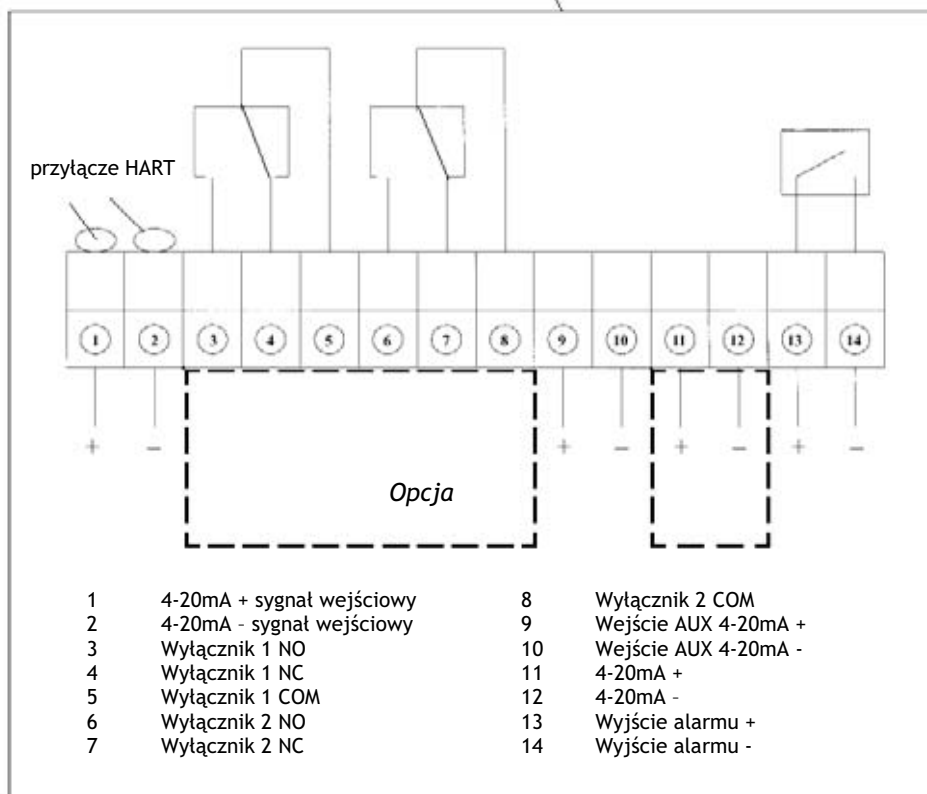 przyłącze HART
1 2 3 4 5 6 7 8 9 10 11 12 13 14
+ – + – + – + –
Opcja
1 4-20mA + sygnał wejściowy
2 4-20mA – sygnał wejściowy
3 Wyłącznik 1 NO
4 Wyłącznik 1 NC
5 Wyłącznik 1 COM
6 Wyłącznik 2 NO
7 Wyłącznik 2 NC
8 Wyłącznik 2 COM
9 Wejście AUX 4-20mA +
10 Wejście AUX 4-20mA -
11 4-20mA +
12 4-20mA –
13 Wyjście alarmu +
14 Wyjście alarmu -